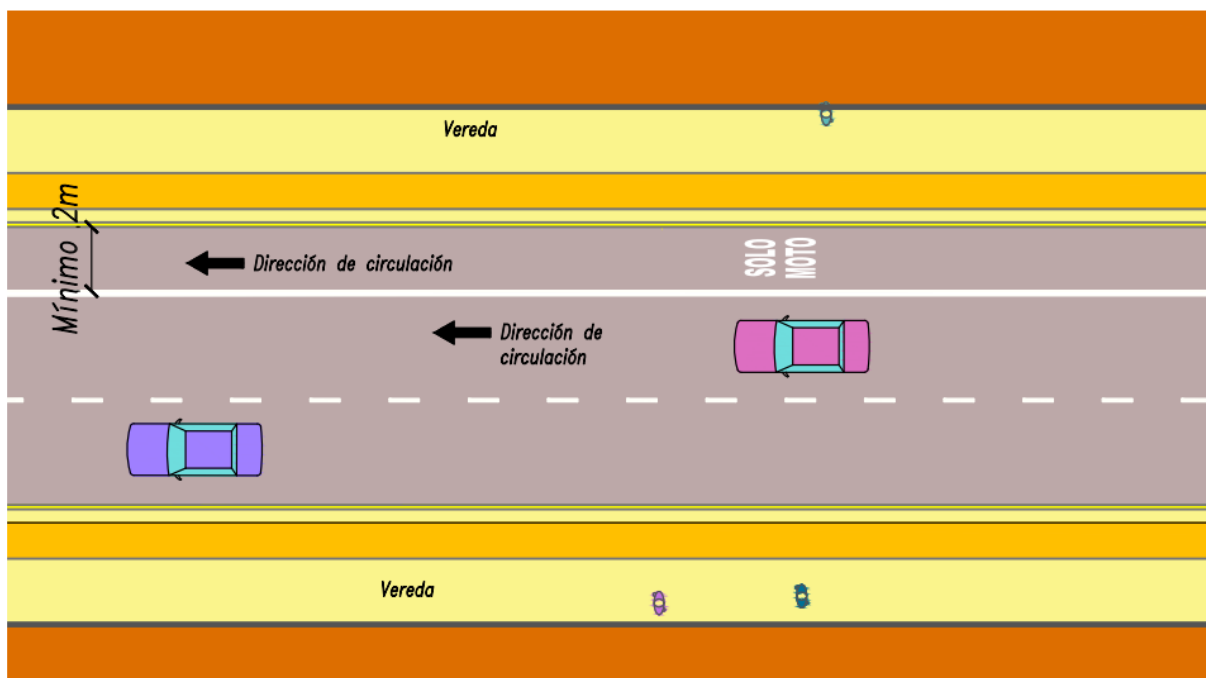 Vereda
Mínimo .2m
Dirección de circulación
SOLO
MOTO
Dirección de
circulación
Vereda